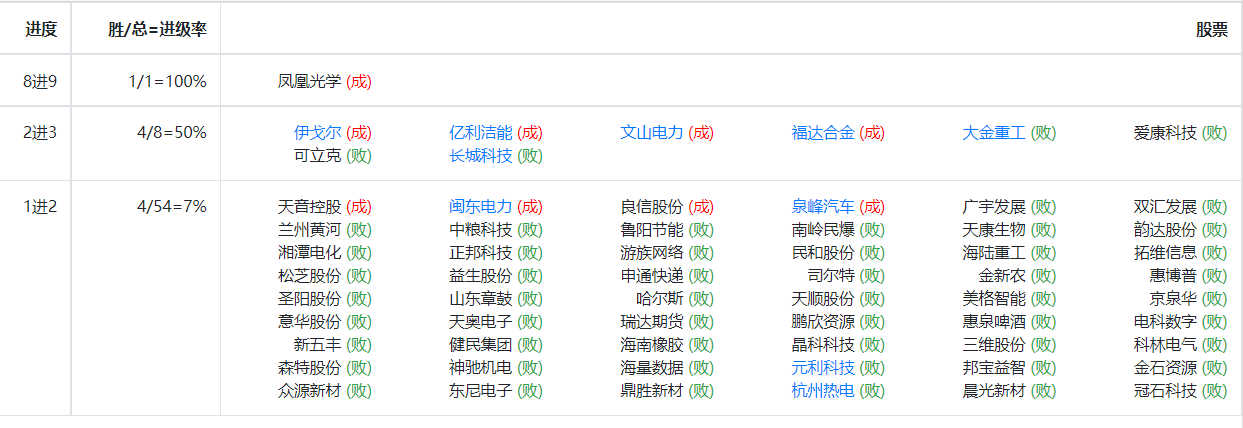 进度 胜/总=进级率 股票
8进9 1/1=100% 凤凰光学 (成)
2进3 4/8=50% 伊戈尔 (成) 亿利洁能 (成) 文山电力 (成) 福达合金 (成) 大金重工 (败) 爱康科技 (败)
可立克 (败) 长城科技 (败)
1进2 4/54=7% 天音控股 (成) 闽东电力 (成) 良信股份 (成) 泉峰汽车 (成) 广宇发展 (败) 双汇发展 (败)
兰州黄河 (败) 中粮科技 (败) 鲁阳节能 (败) 南岭民爆 (败) 天康生物 (败) 韵达股份 (败)
湘潭电化 (败) 正邦科技 (败) 游族网络 (败) 民和股份 (败) 海陆重工 (败) 拓维信息 (败)
松芝股份 (败) 益生股份 (败) 申通快递 (败) 司尔特 (败) 金新农 (败) 惠博普 (败)
圣阳股份 (败) 山东章鼓 (败) 哈尔斯 (败) 天顺股份 (败) 美格智能 (败) 京泉华 (败)
意华股份 (败) 天奥电子 (败) 瑞达期货 (败) 鹏欣资源 (败) 惠泉啤酒 (败) 电科数字 (败)
新五丰 (败) 健民集团 (败) 海南橡胶 (败) 晶科科技 (败) 三维股份 (败) 科林电气 (败)
森特股份 (败) 神驰机电 (败) 海量数据 (败) 元利科技 (败) 邦宝益智 (败) 金石资源 (败)
众源新材 (败) 东尼电子 (败) 鼎胜新材 (败) 杭州热电 (败) 晨光新材 (败) 冠石科技 (败)